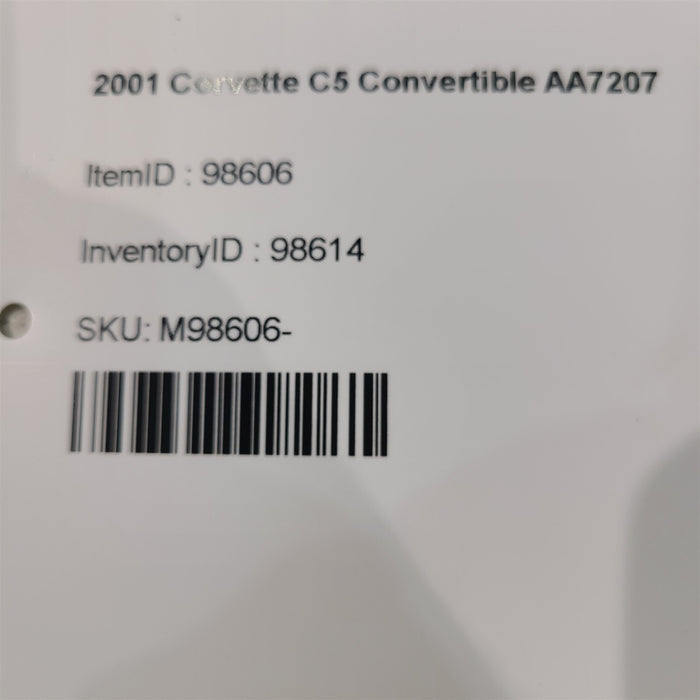 2001 Corvette C5 Convertible AA7207
ItemID : 98606
InventoryID : 98614
SKU: M98606-